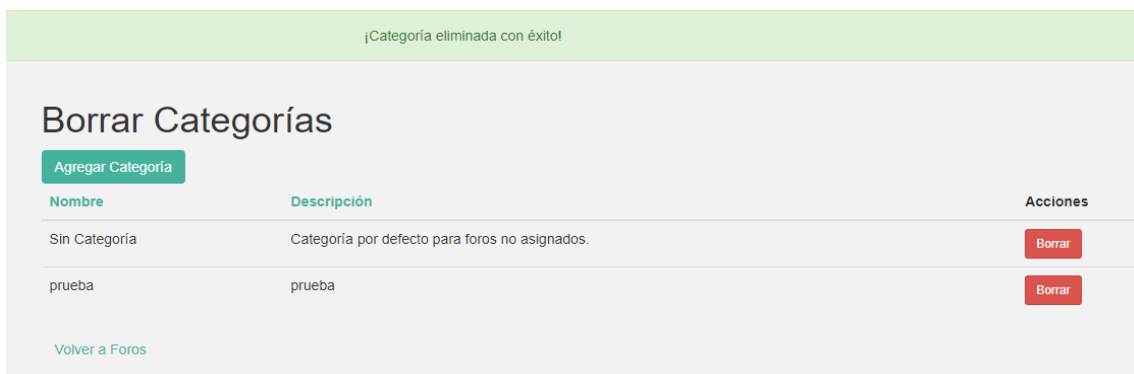 ¡Categoría eliminada con éxito!
Borrar Categorías
Agregar Categoría
Nombre Descripción Acciones
Sin Categoría Categoría por defecto para foros no asignados. Borrar
prueba prueba Borrar
Volver a Foros